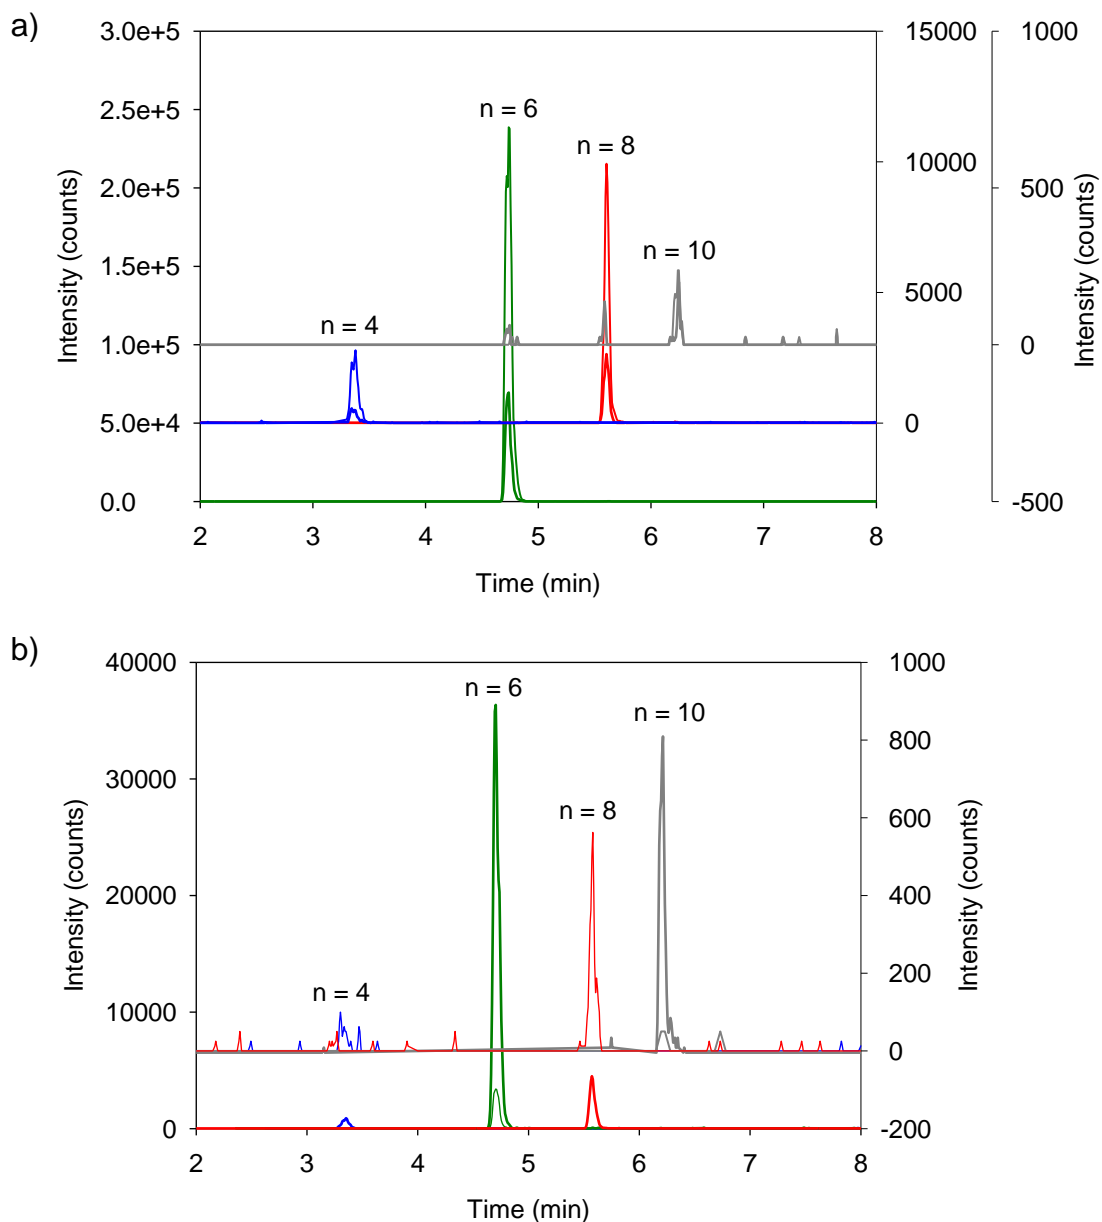 a)
3.0e+5
2.5e+5
2.0e+5
1.5e+5
1.0e+5
5.0e+4
0.0
Intensity (counts)
n = 4
n = 6
n = 8
n = 10
15000
10000
5000
0
1000
500
0
-500
Intensity (counts)
2 3 4 5 6 7 8
Time (min)
b)
40000
30000
20000
10000
0
Intensity (counts)
n = 4
n = 6
n = 8
n = 10
1000
800
600
400
200
0
-200
Intensity (counts)
2 3 4 5 6 7 8
Time (min)